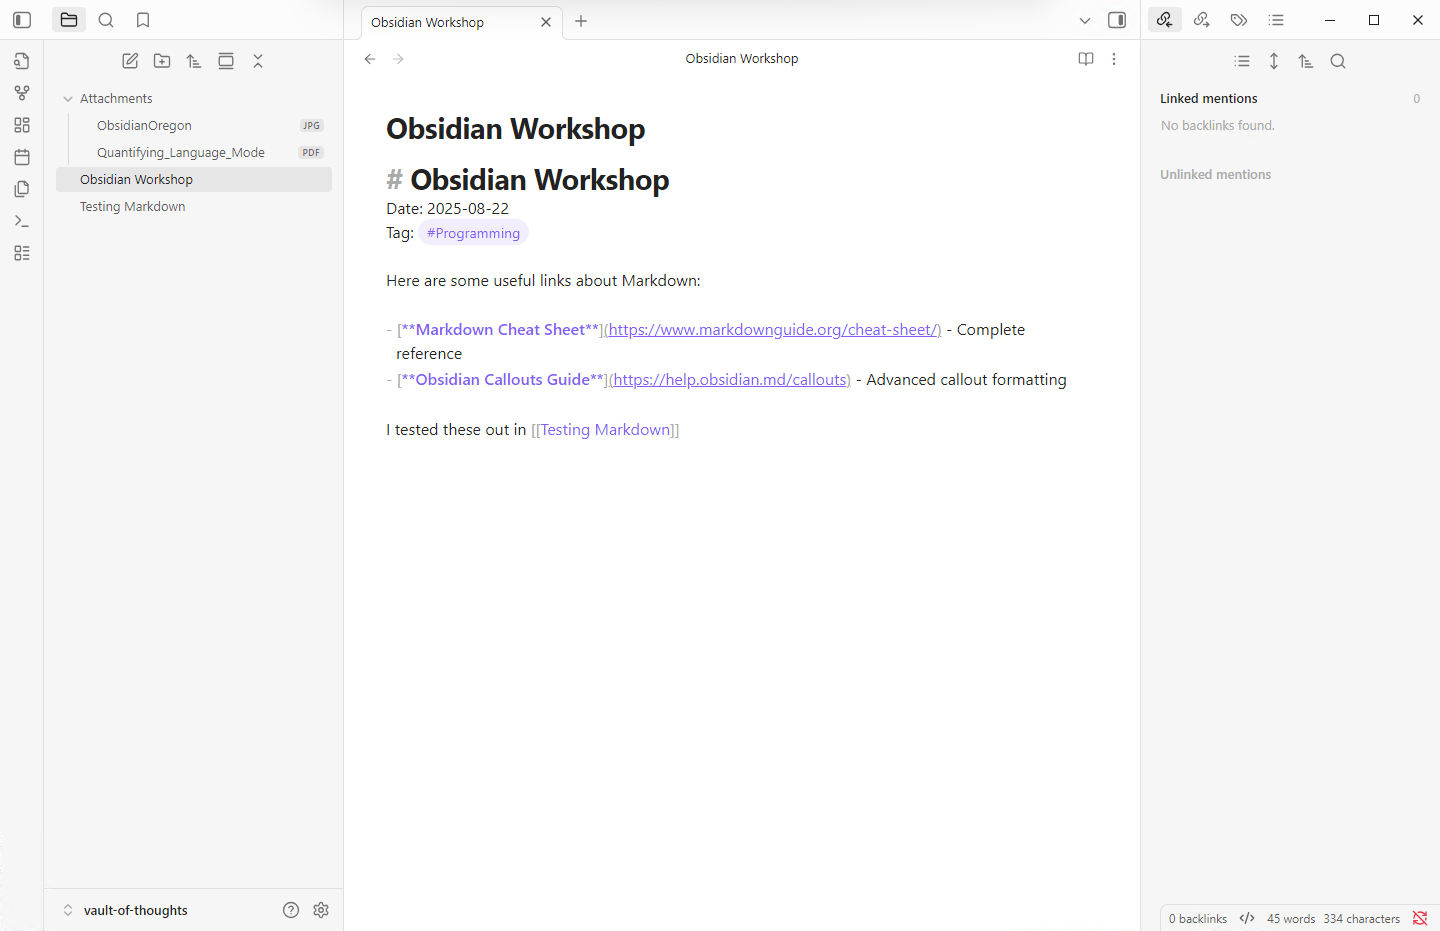 Obsidian Workshop
Obsidian Workshop
Attachments
ObsidianOregon JPG
Quantifying_Language_Mode PDF
Obsidian Workshop
Testing Markdown
vault-of-thoughts
Obsidian Workshop
# Obsidian Workshop
Date: 2025-08-22
Tag: #Programming
Here are some useful links about Markdown:
- [**Markdown Cheat Sheet**](https://www.markdownguide.org/cheat-sheet/) - Complete
reference
- [**Obsidian Callouts Guide**](https://help.obsidian.md/callouts) - Advanced callout formatting
I tested these out in [[Testing Markdown]]
Linked mentions 0
No backlinks found.
Unlinked mentions
0 backlinks 45 words 334 characters